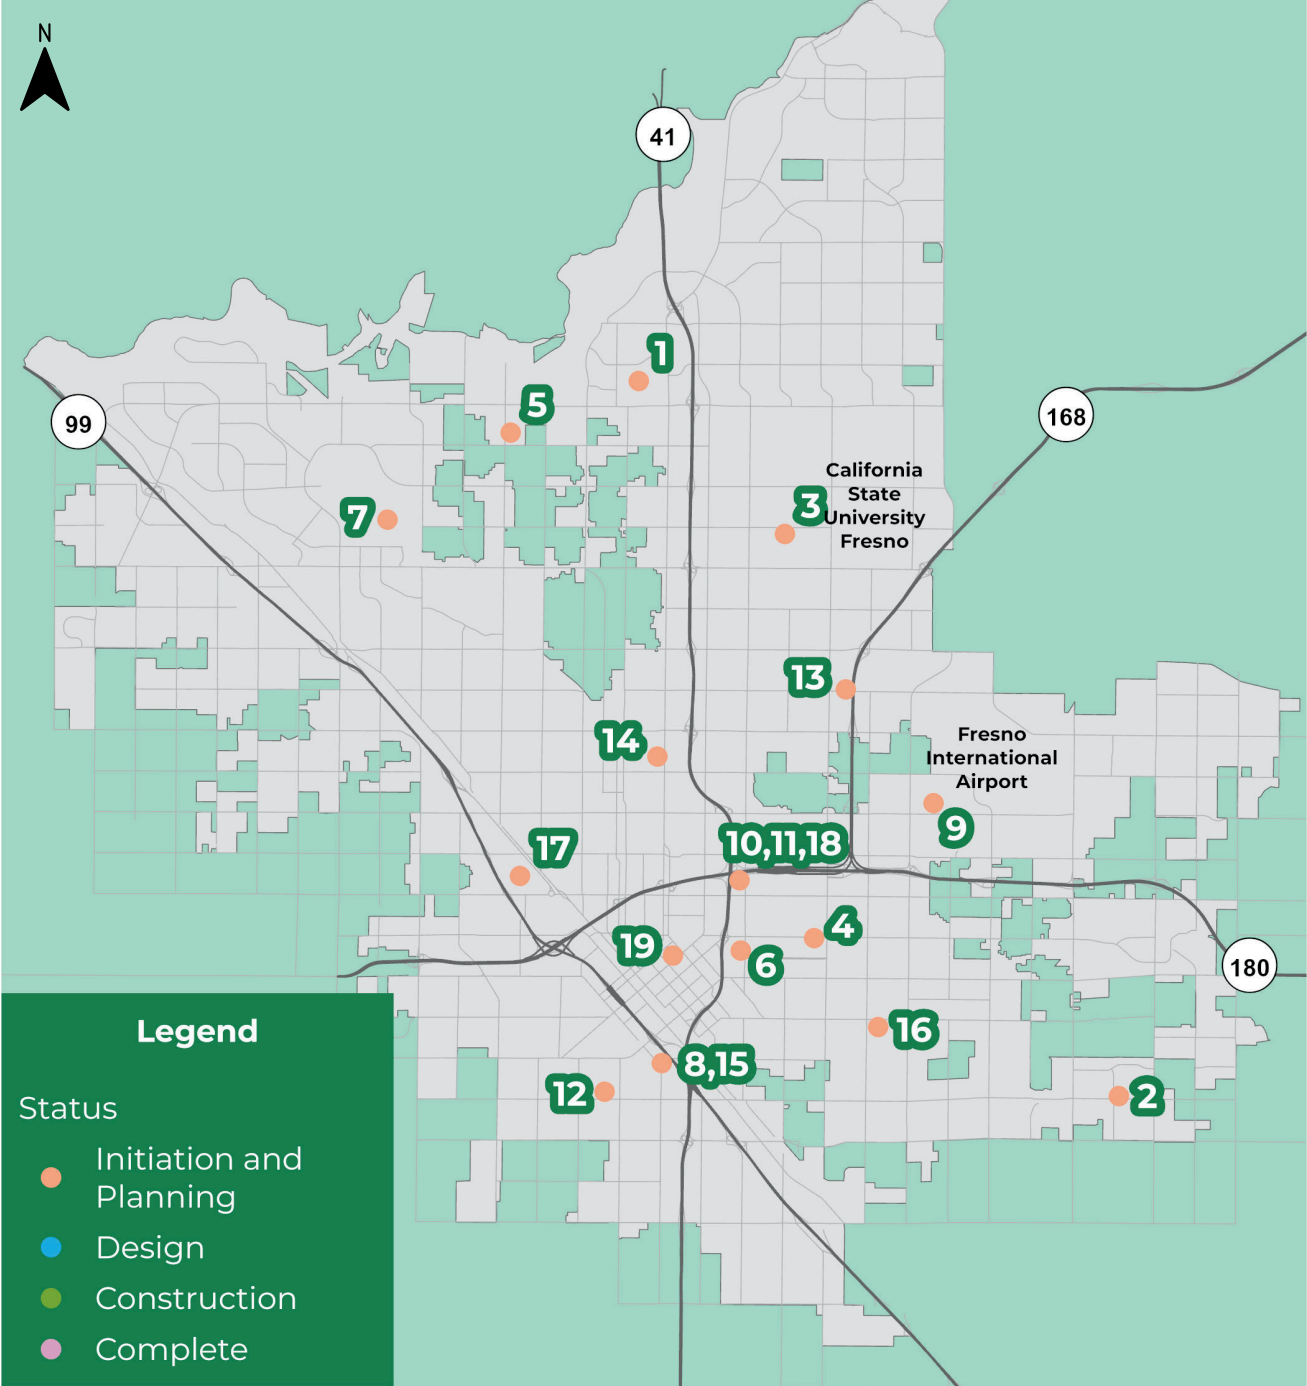 N
41
1
5
99
168
California
State
University
Fresno
3
7
13
14
Fresno
International
Airport
9
10,11,18
17
4
19
6
180
16
8,15
12
2
Legend
Status
Initiation and
Planning
Design
Construction
Complete